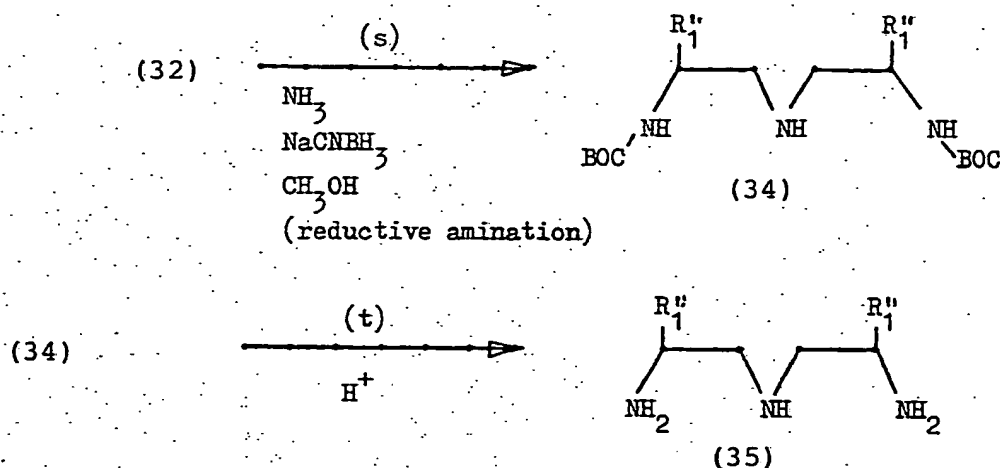 (s)
(32)
NH3
NaCNBH3
CH3OH
(reductive amination)
R1" R1"
NH NH NH
BOC BOC
(34)
(t)
(34)
H+
R1" R1"
NH2 NH NH2
(35)